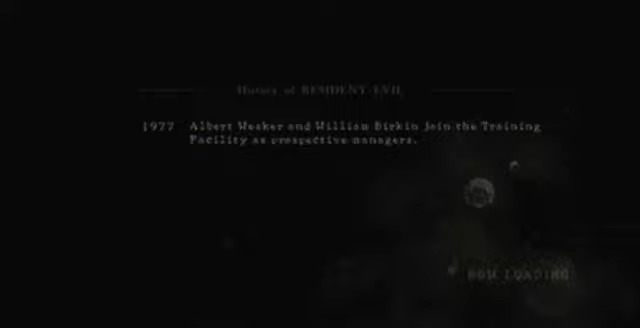 History of RESIDENT EVIL
1977 Albert Wesker and William Birkin join the Training
Facility as prospective managers.
NOW LOADING